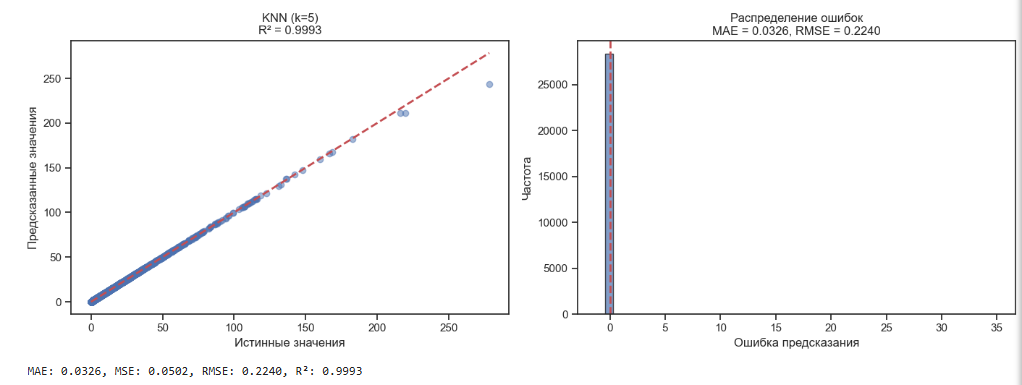 KNN (k=5)
R² = 0.9993
Предсказанные значения
250
200
150
100
50
0
0 50 100 150 200 250
Истинные значения
Распределение ошибок
MAE = 0.0326, RMSE = 0.2240
Частота
25000
20000
15000
10000
5000
0
0 5 10 15 20 25 30 35
Ошибка предсказания
MAE: 0.0326, MSE: 0.0502, RMSE: 0.2240, R²: 0.9993